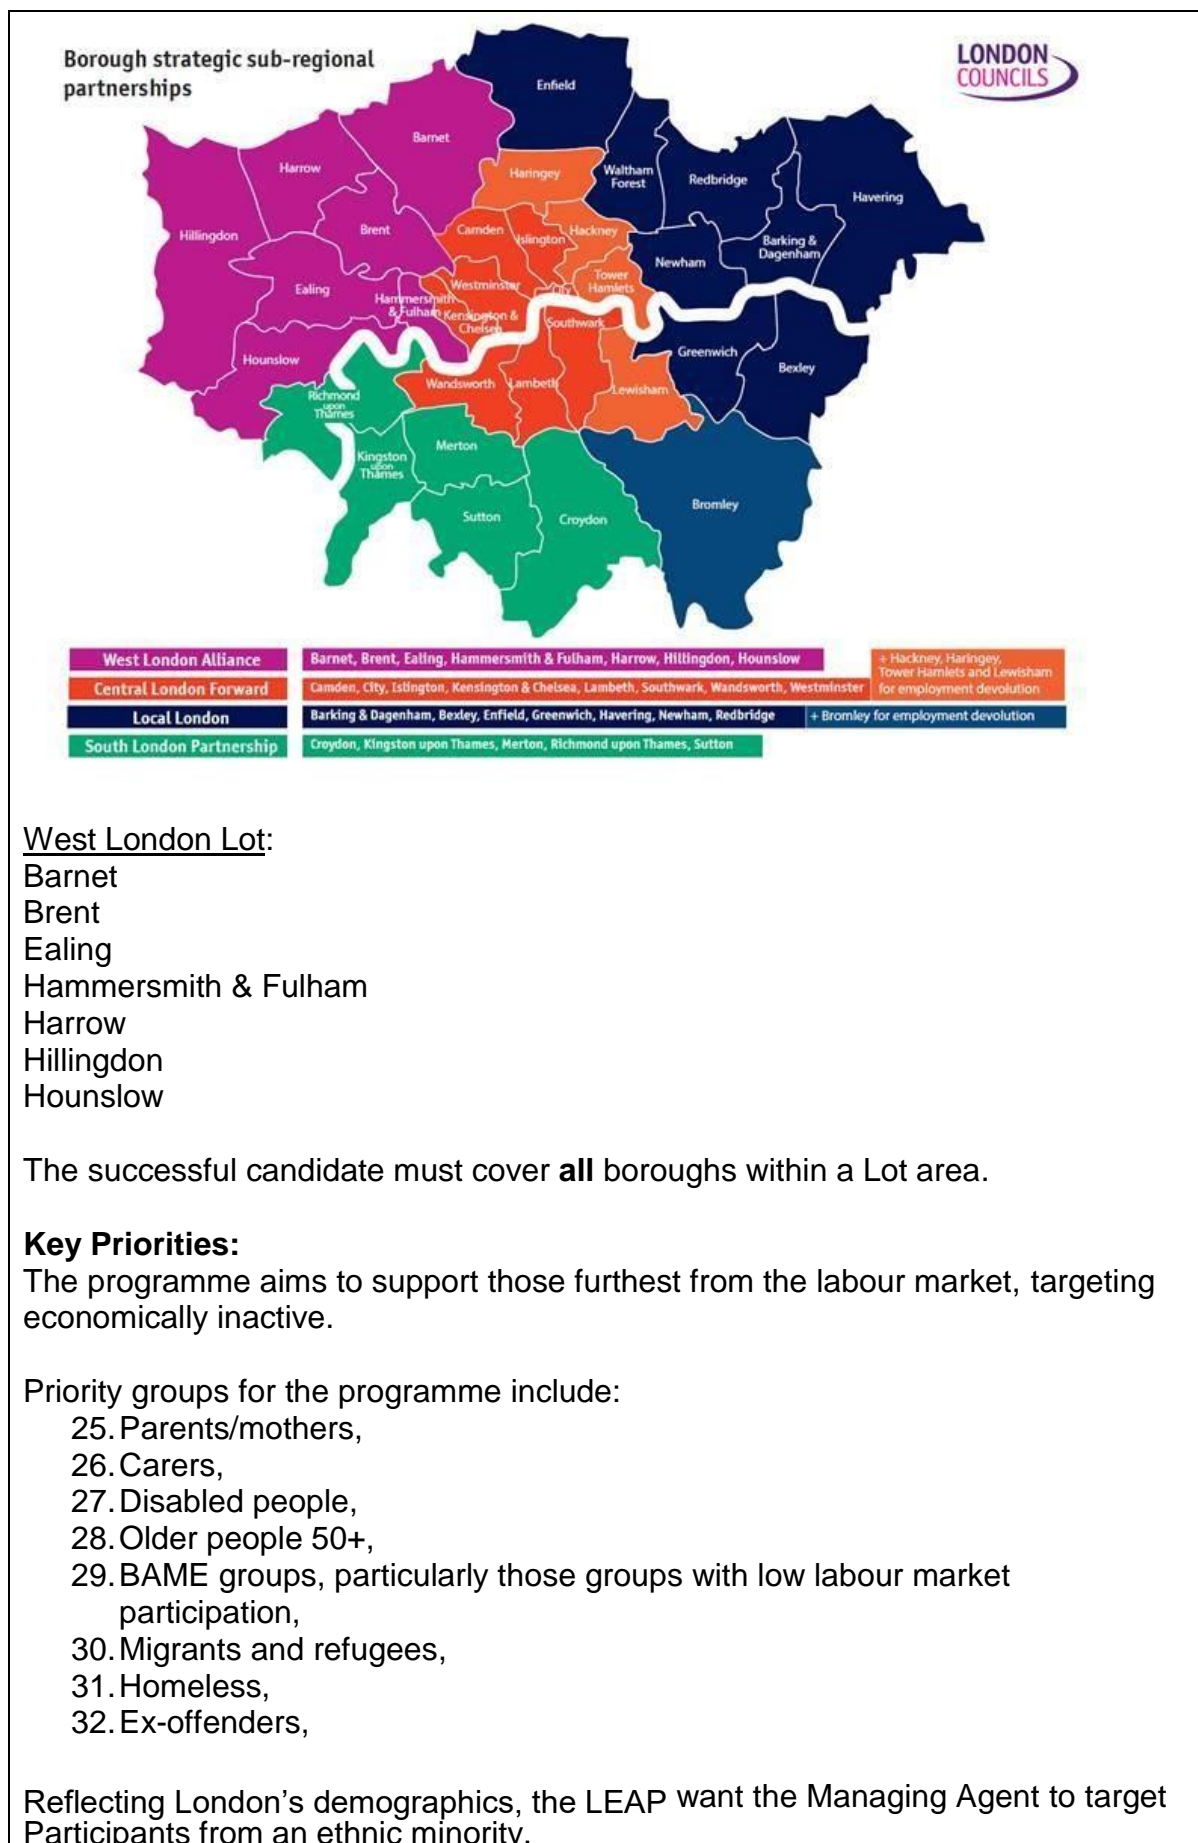 Borough strategic sub-regional
partnerships
LONDON
COUNCILS
Enfield
Barnet
Harrow
Haringey
Waltham
Forest
Redbridge
Havering
Hillingdon
Brent
Camden
Islington
Hackney
Barking &
Dagenham
Newham
Ealing
Westminster
City
Tower
Hamlets
Hammersmith
& Fulham
Kensington &
Chelsea
Southwark
Hounslow
Greenwich
Bexley
Richmond
upon
Thames
Wandsworth
Lambeth
Lewisham
Kingston
upon
Thames
Merton
Sutton
Croydon
Bromley
West London Alliance
Barnet, Brent, Ealing, Hammersmith & Fulham, Harrow, Hillingdon, Hounslow
+ Hackney, Haringey,
Tower Hamlets and Lewisham
for employment devolution
Central London Forward
Camden, City, Islington, Kensington & Chelsea, Lambeth, Southwark, Wandsworth, Westminster
Local London
Barking & Dagenham, Bexley, Enfield, Greenwich, Havering, Newham, Redbridge
+ Bromley for employment devolution
South London Partnership
Croydon, Kingston upon Thames, Merton, Richmond upon Thames, Sutton
West London Lot:
Barnet
Brent
Ealing
Hammersmith & Fulham
Harrow
Hillingdon
Hounslow
The successful candidate must cover all boroughs within a Lot area.
Key Priorities:
The programme aims to support those furthest from the labour market, targeting
economically inactive.
Priority groups for the programme include:
25. Parents/mothers,
26. Carers,
27. Disabled people,
28. Older people 50+,
29. BAME groups, particularly those groups with low labour market
participation,
30. Migrants and refugees,
31. Homeless,
32. Ex-offenders,
Reflecting London's demographics, the LEAP want the Managing Agent to target
Participants from an ethnic minority.